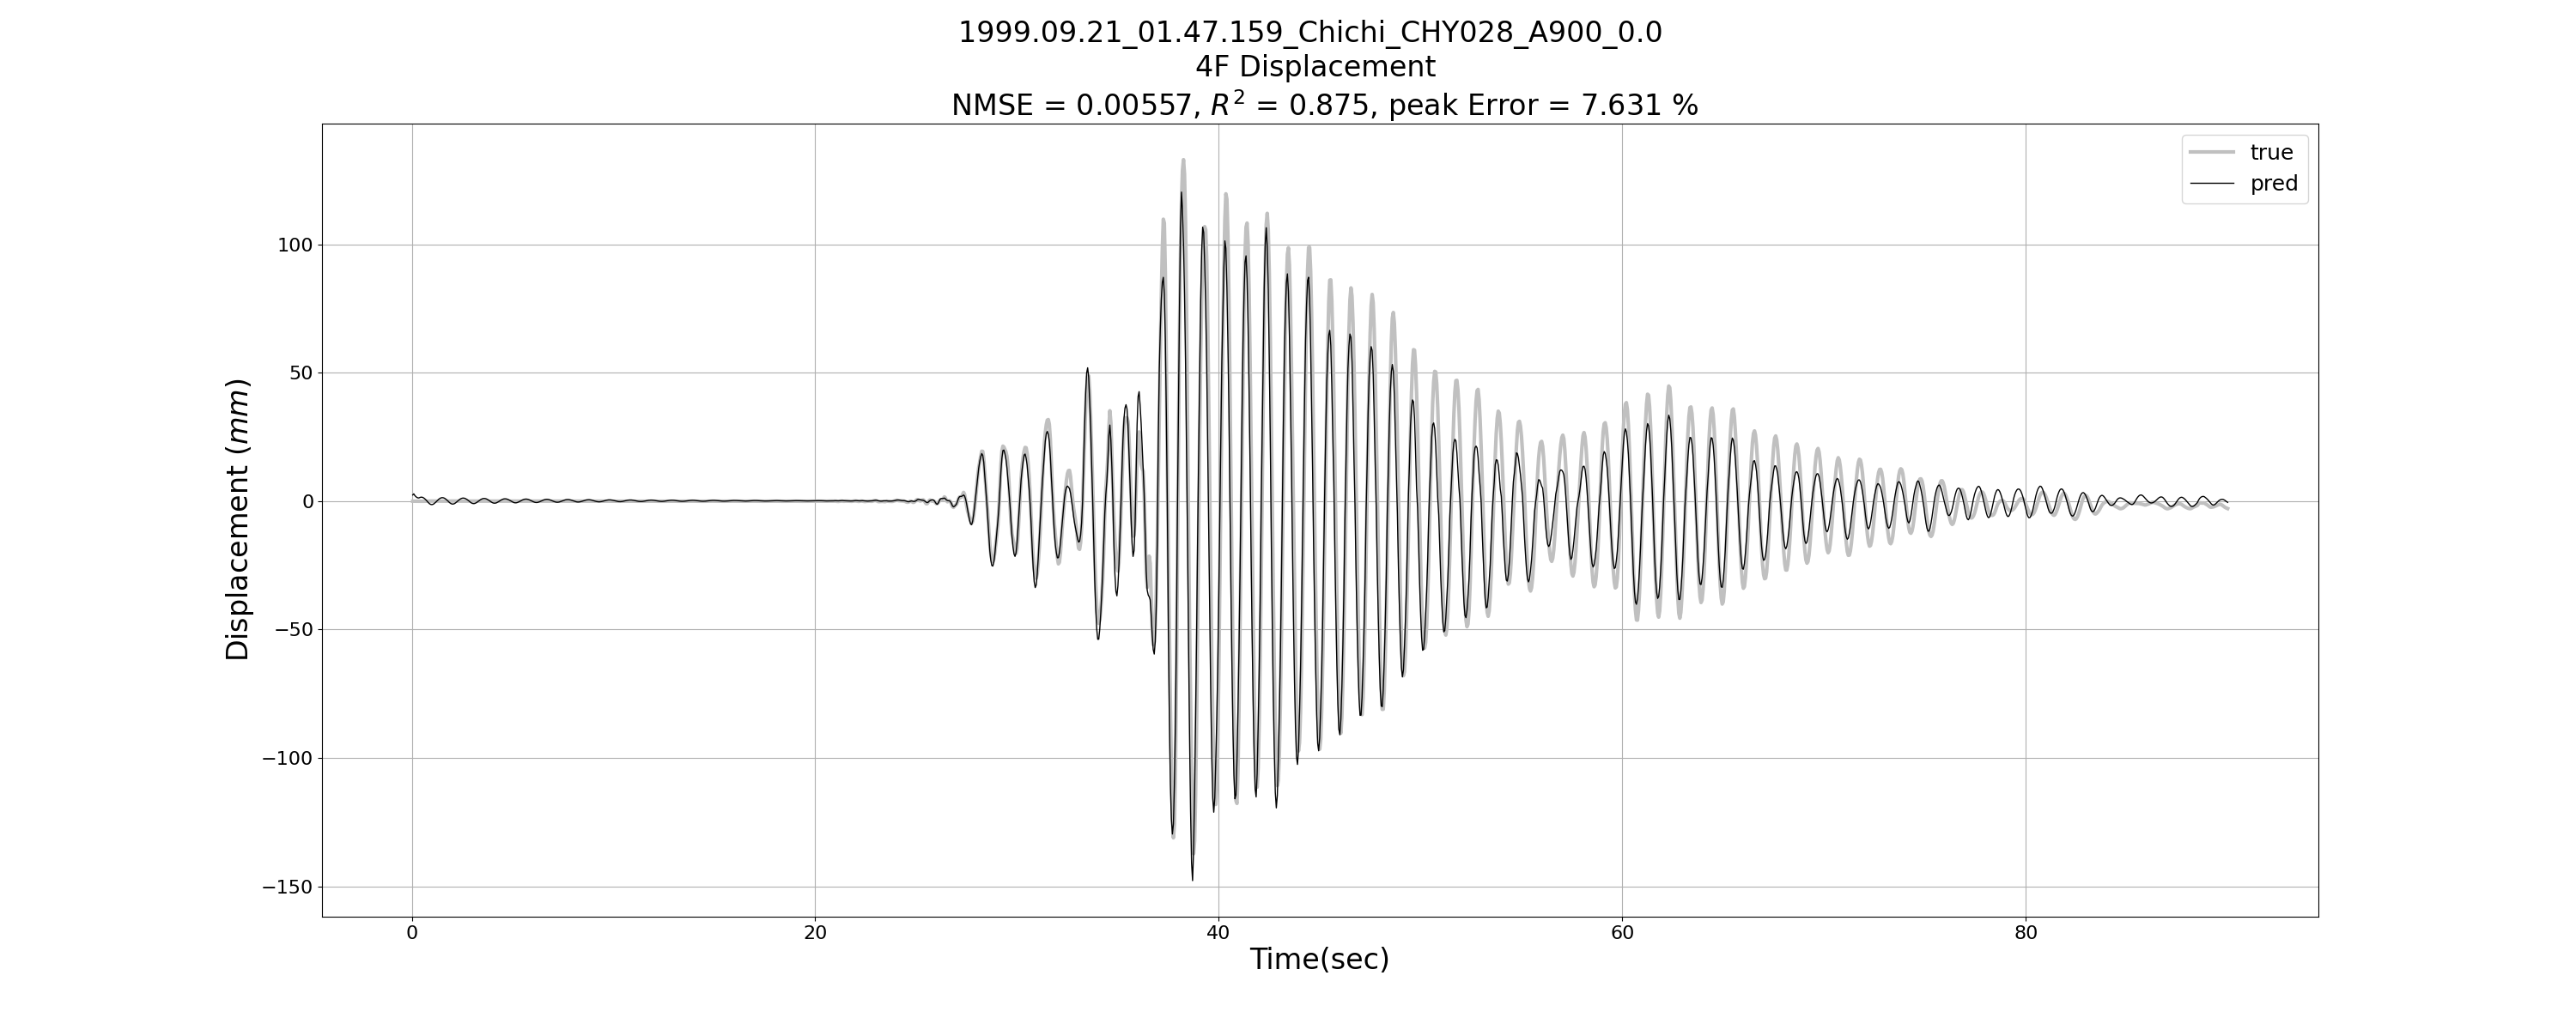 1999.09.21_01.47.159_Chichi_CHY028_A900_0.0
4F Displacement
NMSE = 0.00557, R² = 0.875, peak Error = 7.631 %
true
pred
100
50
0
−50
−100
−150
Displacement (mm)
0
20
40
60
80
Time(sec)